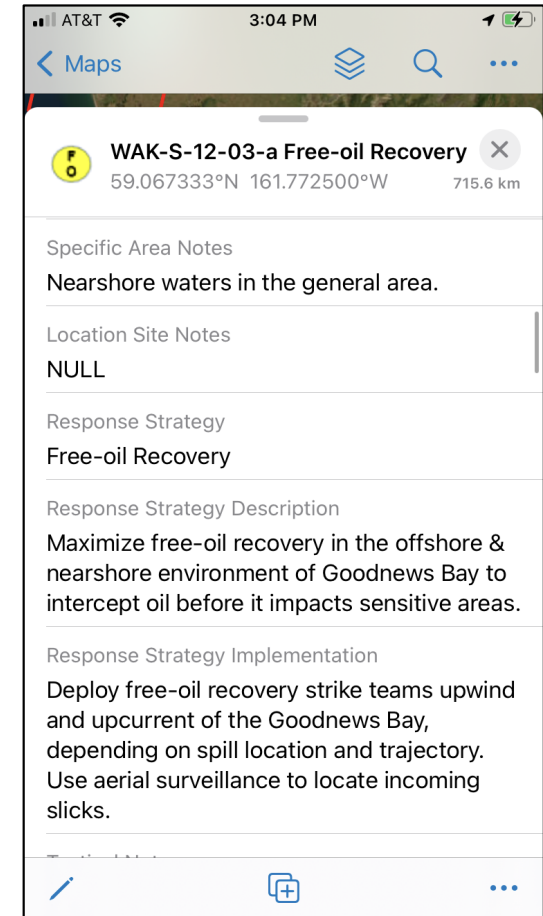 AT&T
3:04 PM
Maps
F
O
WAK-S-12-03-a Free-oil Recovery
59.067333°N 161.772500°W
715.6 km
Specific Area Notes
Nearshore waters in the general area.
Location Site Notes
NULL
Response Strategy
Free-oil Recovery
Response Strategy Description
Maximize free-oil recovery in the offshore &
nearshore environment of Goodnews Bay to
intercept oil before it impacts sensitive areas.
Response Strategy Implementation
Deploy free-oil recovery strike teams upwind
and upcurrent of the Goodnews Bay,
depending on spill location and trajectory.
Use aerial surveillance to locate incoming
slicks.